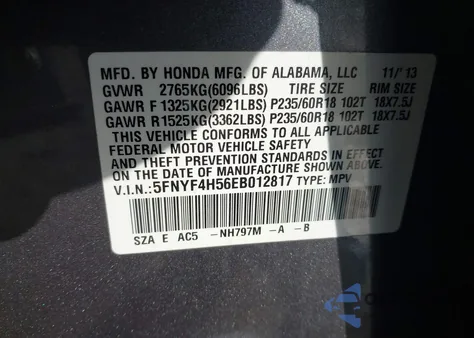 MFD. BY HONDA MFG. OF ALABAMA, LLC 11/'13
GVWR 2765KG(6096LBS) TIRE SIZE RIM SIZE
GAWR F 1325KG(2921LBS) P235/60R18 102T 18X7.5J
GAWR R 1525KG(3362LBS) P235/60R18 102T 18X7.5J
THIS VEHICLE CONFORMS TO ALL APPLICABLE
FEDERAL MOTOR VEHICLE SAFETY
AND THEFT PREVENTION STANDARDS IN EFFECT
ON THE DATE OF MANUFACTURE SHOWN ABOVE.
V.I.N.:5FNYF4H56EB012817 TYPE: MPV
SZA E AC5 -NH797M -A -B